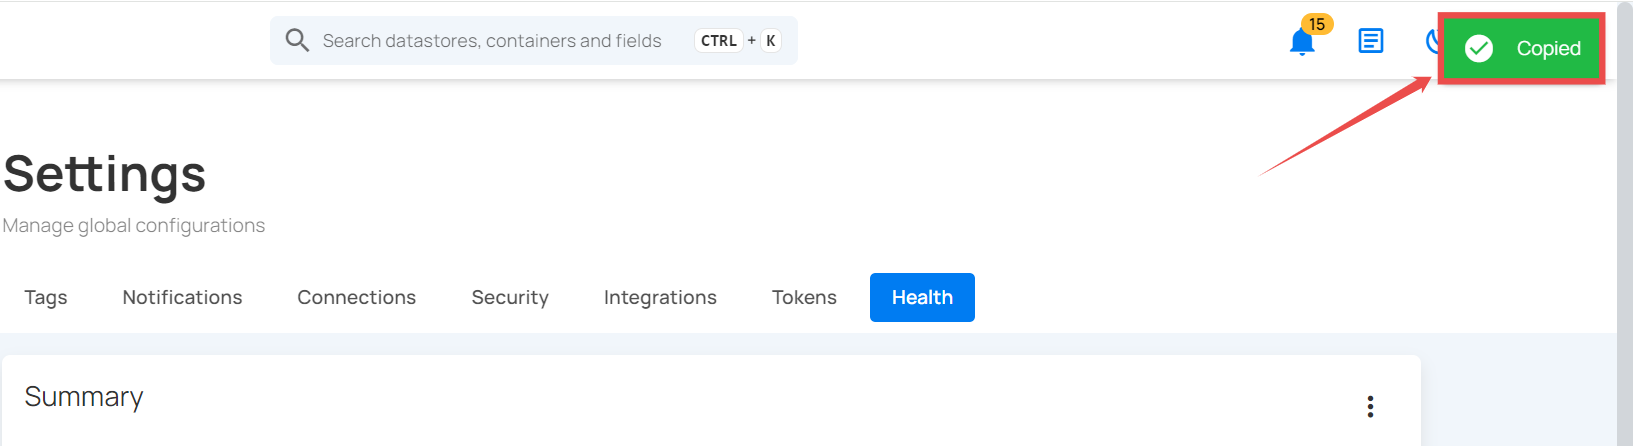 Search datastores, containers and fields CTRL + K 15 Copied
Settings
Manage global configurations
Tags Notifications Connections Security Integrations Tokens Health
Summary